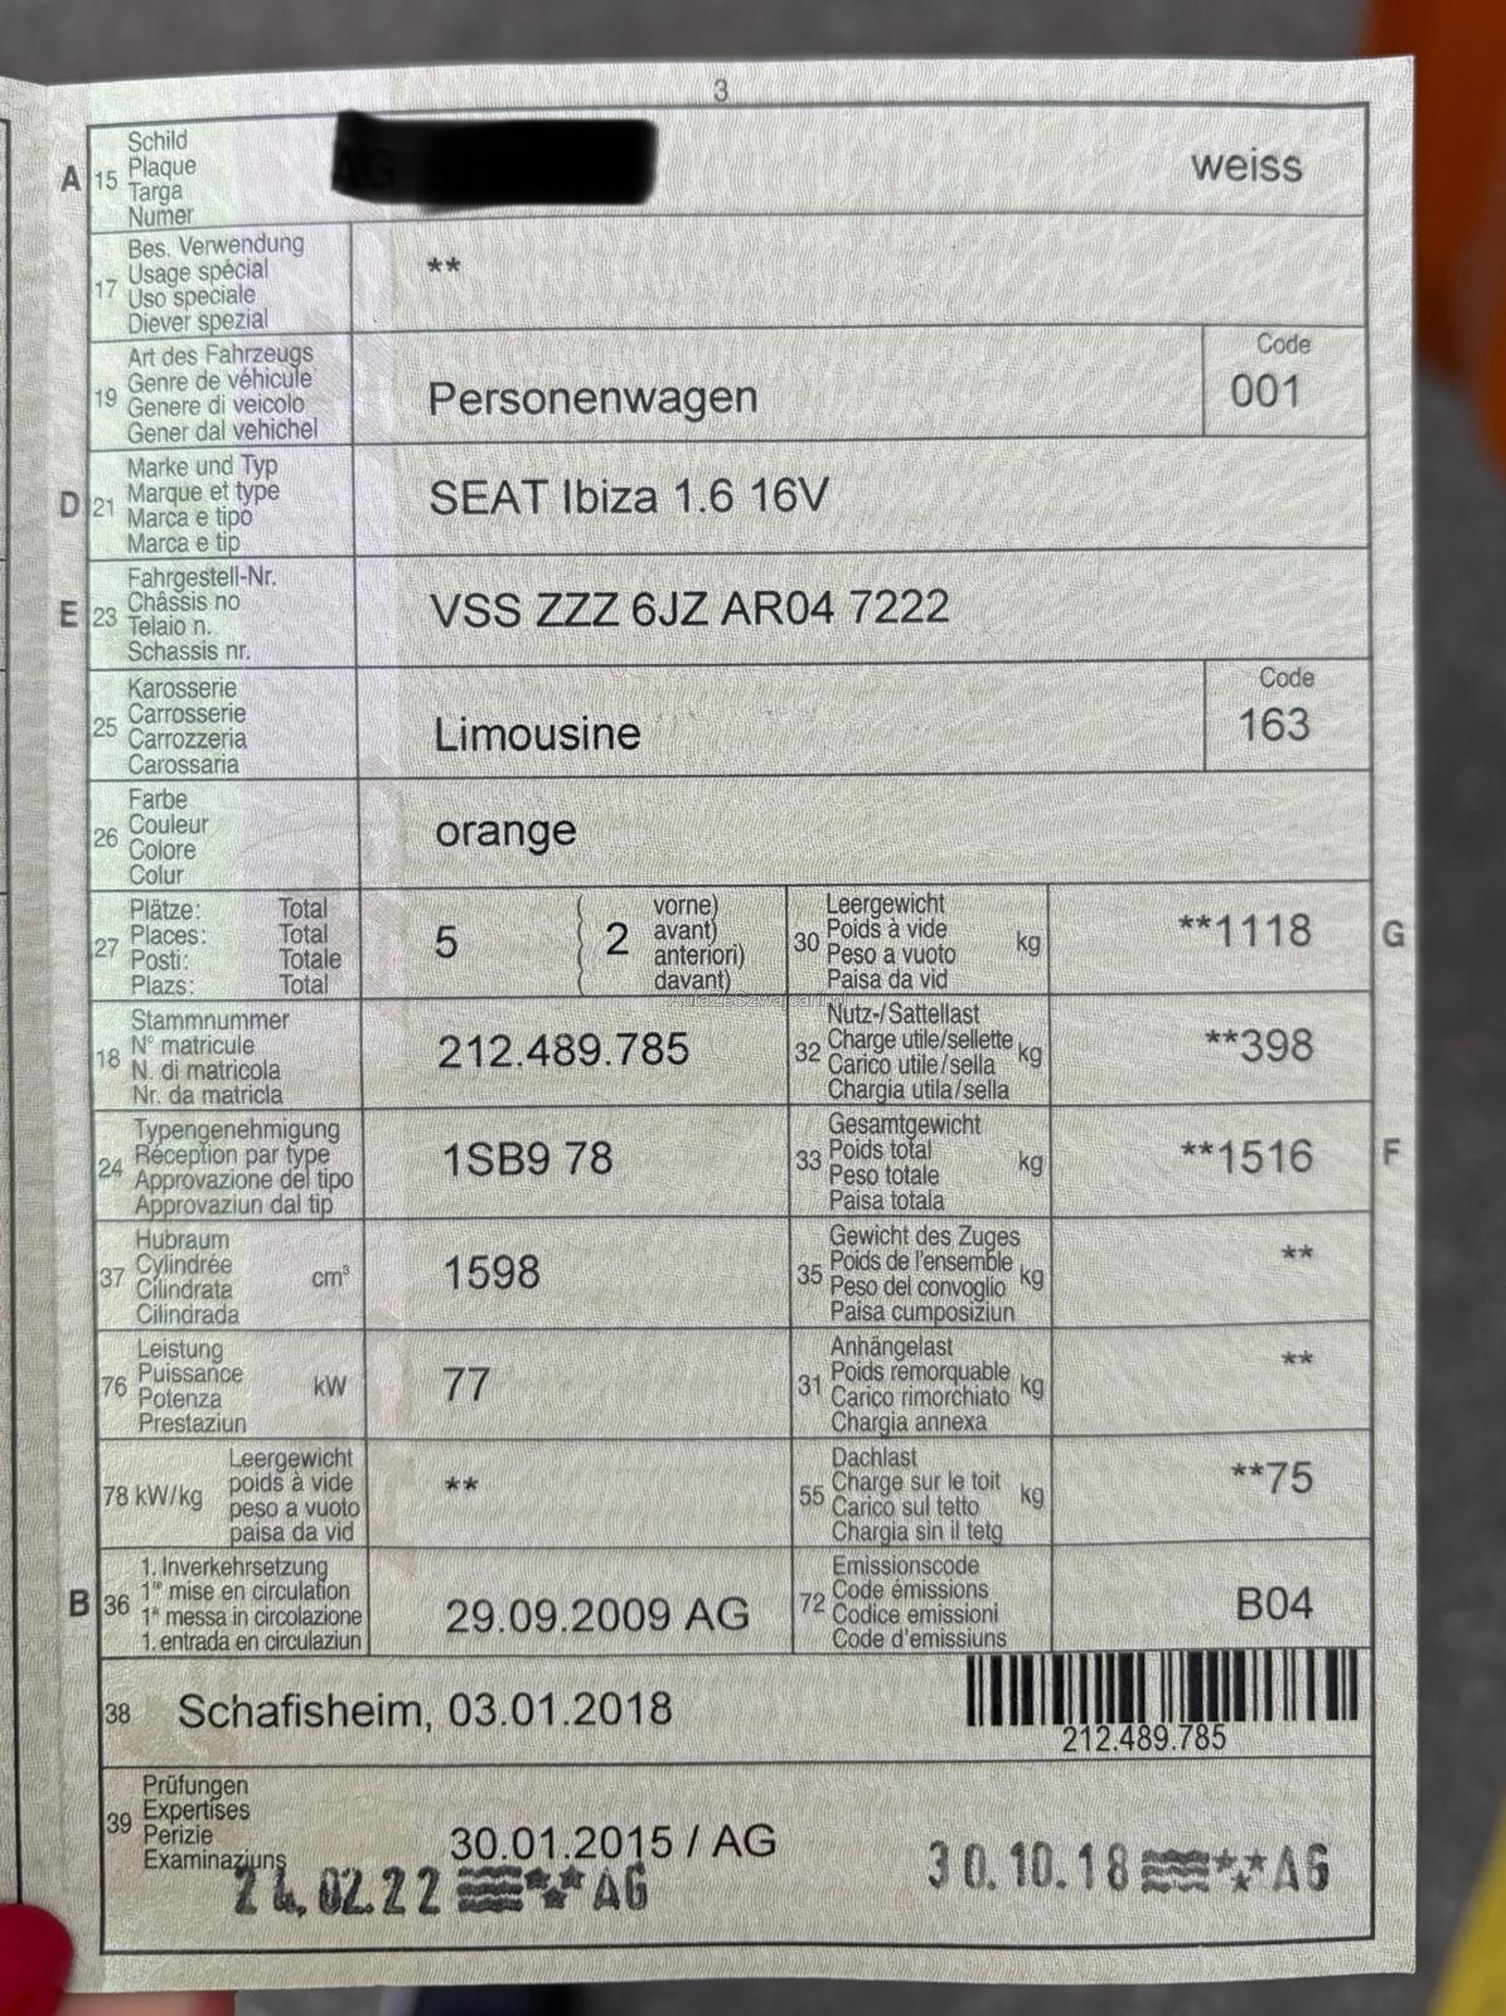 3
A 15 Schild
Plaque
Targa
Numer
AG
weiss
17 Bes. Verwendung
Usage spécial
Uso speciale
Diever spezial
**
19 Art des Fahrzeugs
Genre de véhicule
Genere di veicolo
Gener dal vehichel
Personenwagen
Code
001
D 21 Marke und Typ
Marque et type
Marca e tipo
Marca e tip
SEAT Ibiza 1.6 16V
E 23 Fahrgestell-Nr.
Châssis no
Telaio n.
Schassis nr.
VSS ZZZ 6JZ AR04 7222
25 Karosserie
Carrosserie
Carrozzeria
Carossaria
Limousine
Code
163
26 Farbe
Couleur
Colore
Colur
orange
27 Plätze: Total
Places: Total
Posti: Totale
Plazs: Total
5 ( 2 vorne)
avant)
anteriori)
davant)
30 Leergewicht
Poids à vide
Peso a vuoto
Paisa da vid
kg
**1118 G
AutazeSzwajcarii.pl
18 Stammnummer
N° matricule
N. di matricola
Nr. da matricla
212.489.785
32 Nutz-/Sattellast
Charge utile/sellette
Carico utile/sella
Chargia utila/sella
kg
**398
24 Typengenehmigung
Réception par type
Approvazione del tipo
Approvaziun dal tip
1SB9 78
33 Gesamtgewicht
Poids total
Peso totale
Paisa totala
kg
**1516 F
37 Hubraum
Cylindrée
Cilindrata
Cilindrada
cm³
1598
35 Gewicht des Zuges
Poids de l'ensemble
Peso del convoglio
Paisa cumposiziun
kg
**
76 Leistung
Puissance
Potenza
Prestaziun
kW
77
31 Anhängelast
Poids remorquable
Carico rimorchiato
Chargia annexa
kg
**
78 kW/kg Leergewicht
poids à vide
peso a vuoto
paisa da vid
**
55 Dachlast
Charge sur le toit
Carico sul tetto
Chargia sin il tetg
kg
**75
B 36 1. Inverkehrsetzung
1re mise en circulation
1a messa in circolazione
1. entrada en circulaziun
29.09.2009 AG
72 Emissionscode
Code émissions
Codice emissioni
Code d'emissiuns
B04
38 Schafisheim, 03.01.2018
212.489.785
39 Prüfungen
Expertises
Perizie
Examinaziuns
30.01.2015 / AG
30.10.18 AG
24.02.22 AG